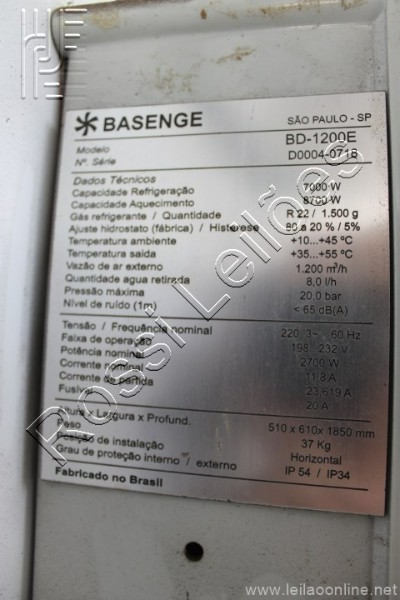 BASENGE SÃO PAULO - SP
Modelo BD-1200E
Nº. Série D0004-0718
Dados Técnicos
Capacidade Refrigeração 7000 W
Capacidade Aquecimento 8700 W
Gás refrigerante / Quantidade R 22 / 1.500 g
Ajuste hidrostato (fábrica) / Histerese 80 a 20 % / 5%
Temperatura ambiente +10...+45 ºC
Temperatura saida +35...+55 ºC
Vazão de ar externo 1.200 m³/h
Quantidade agua retirada 8,0 l/h
Pressão máxima 20,0 bar
Nível de ruído (1m) < 65 dB(A)
Tensão / Frequência nominal 220 / 3~ 60 Hz
Faixa de operação 198..232 V
Potência nominal 2700 W
Corrente nominal 11,8 A
Corrente de partida 23,619 A
Fusível 20 A
Altura x Largura x Profund. 510 x 610 x 1850 mm
Peso 37 Kg
Posição de instalação Horizontal
Grau de proteção interno / externo IP 54 / IP34
Fabricado no Brasil
Rossi Leilões
www.leilaoonline.net